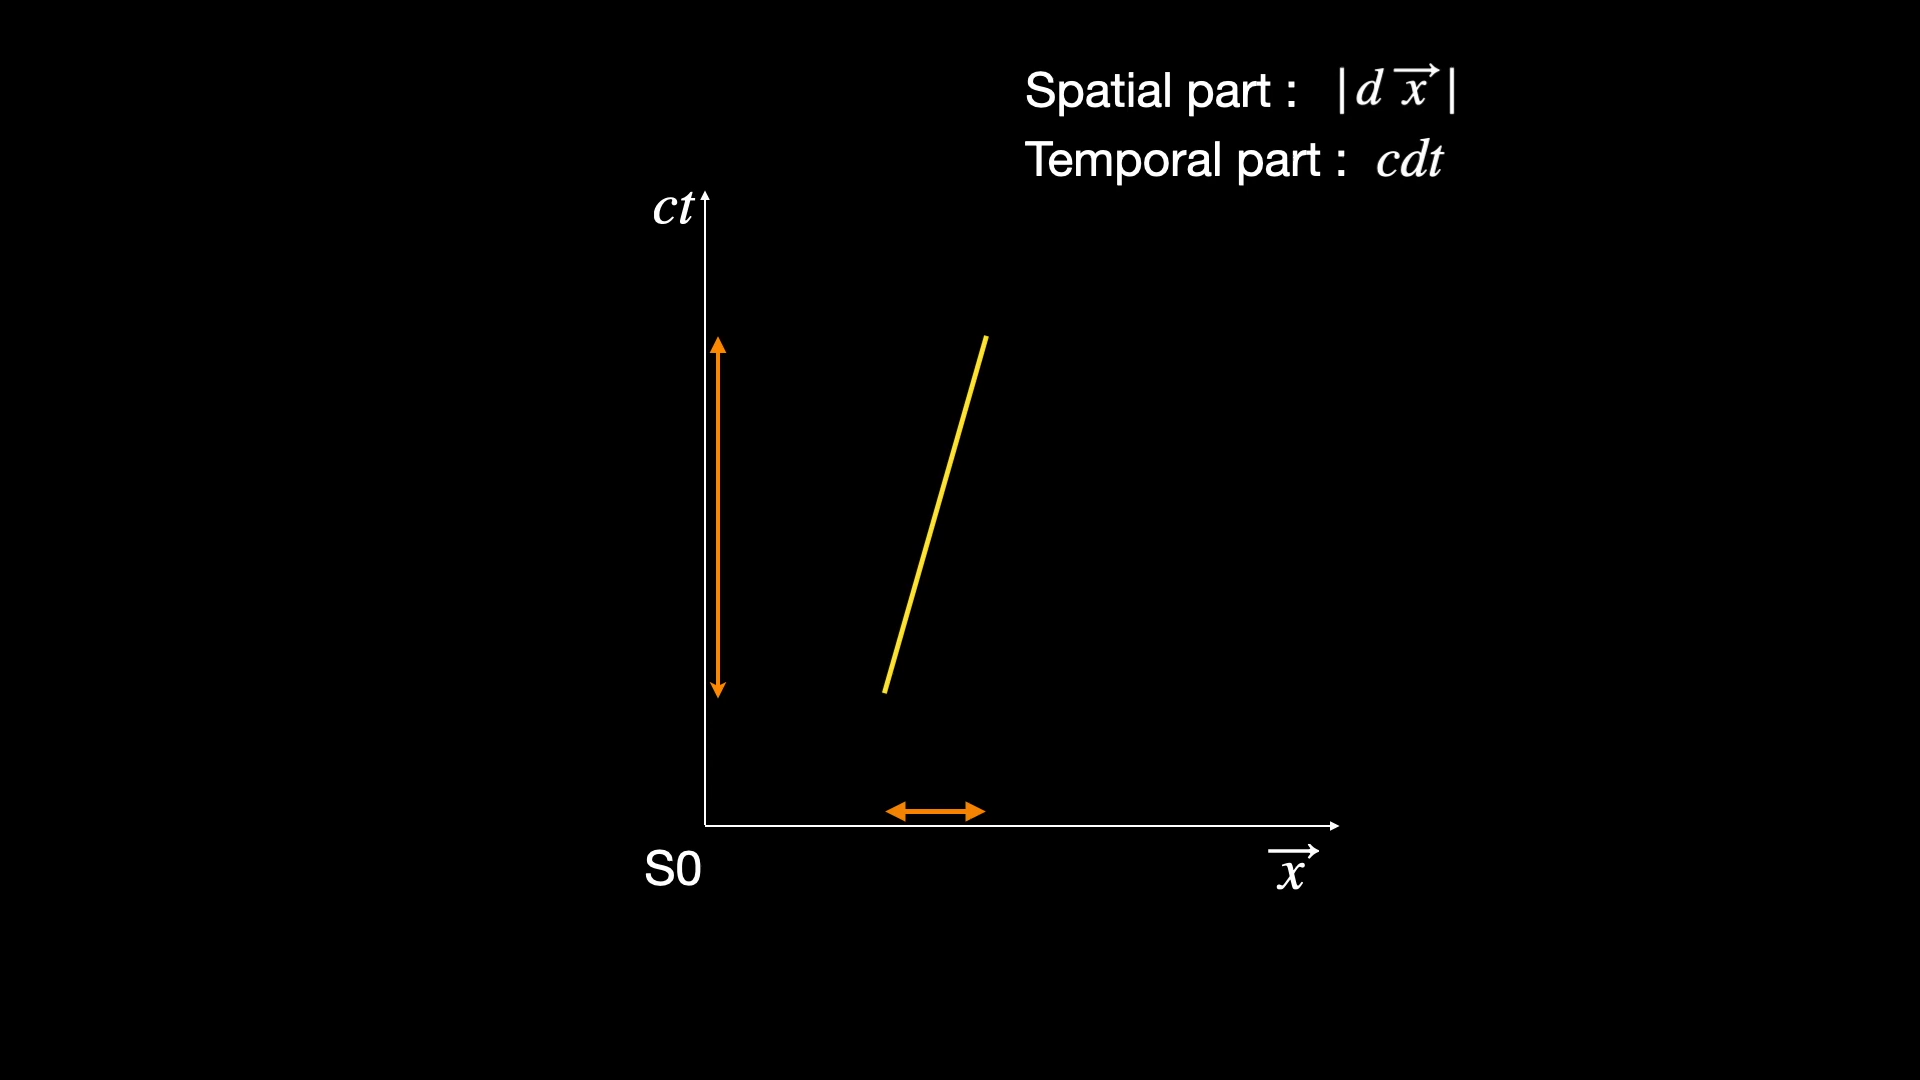 Spatial part : |d x⃗|
Temporal part : cdt
ct
S0
x⃗